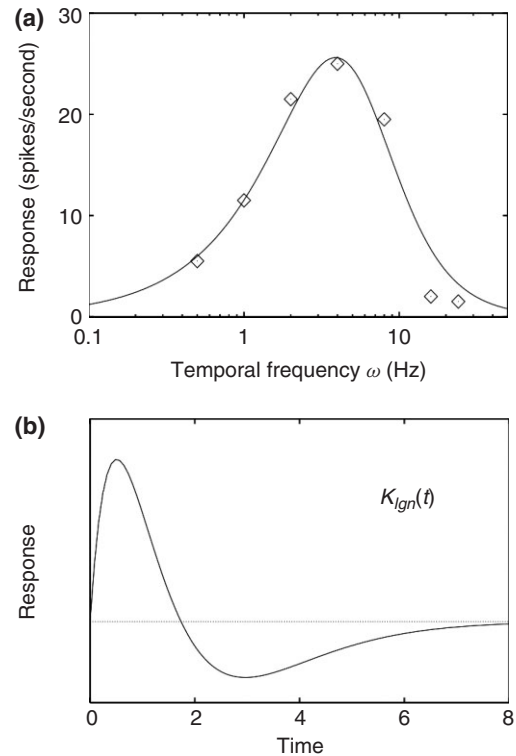 (a)
30
20
10
0
Response (spikes/second)
0.1 1 10
Temporal frequency ω (Hz)
(b)
K_lgn(t)
Response
0 2 4 6 8
Time